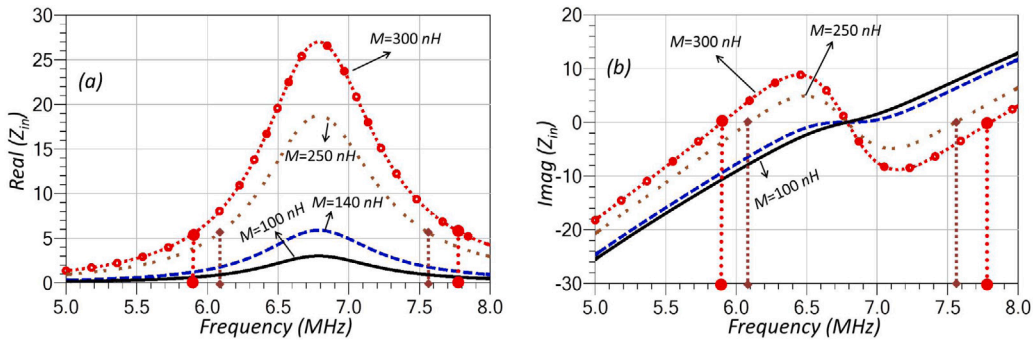 30
25
20
15
10
5
0
Real (Z_in)
(a)
M=300 nH
M=250 nH
M=100 nH
M=140 nH
5.0 5.5 6.0 6.5 7.0 7.5 8.0
Frequency (MHz)
20
10
0
-10
-20
-30
Imag (Z_in)
(b)
M=300 nH
M=250 nH
M=100 nH
5.0 5.5 6.0 6.5 7.0 7.5 8.0
Frequency (MHz)